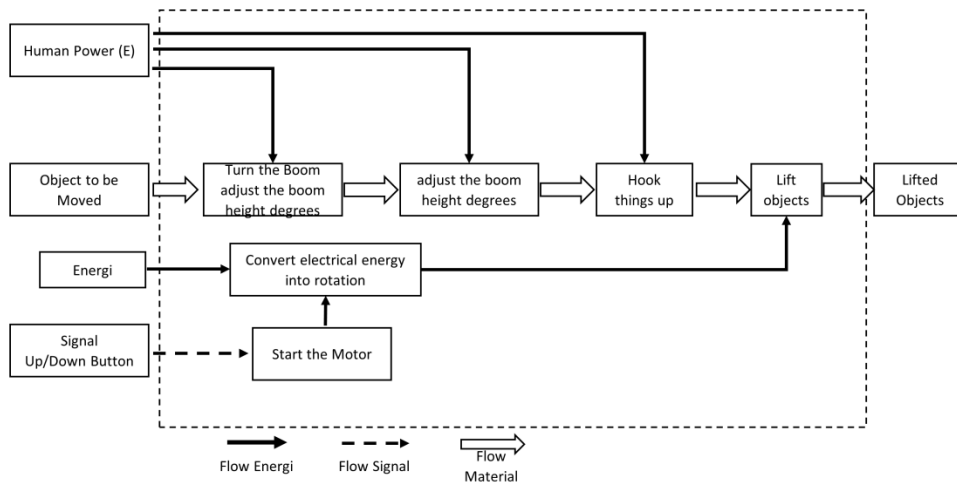 Human Power (E)
Object to be
Moved
Turn the Boom
adjust the boom
height degrees
adjust the boom
height degrees
Hook
things up
Lift
objects
Lifted
Objects
Energi
Convert electrical energy
into rotation
Signal
Up/Down Button
Start the Motor
Flow Energi
Flow Signal
Flow
Material